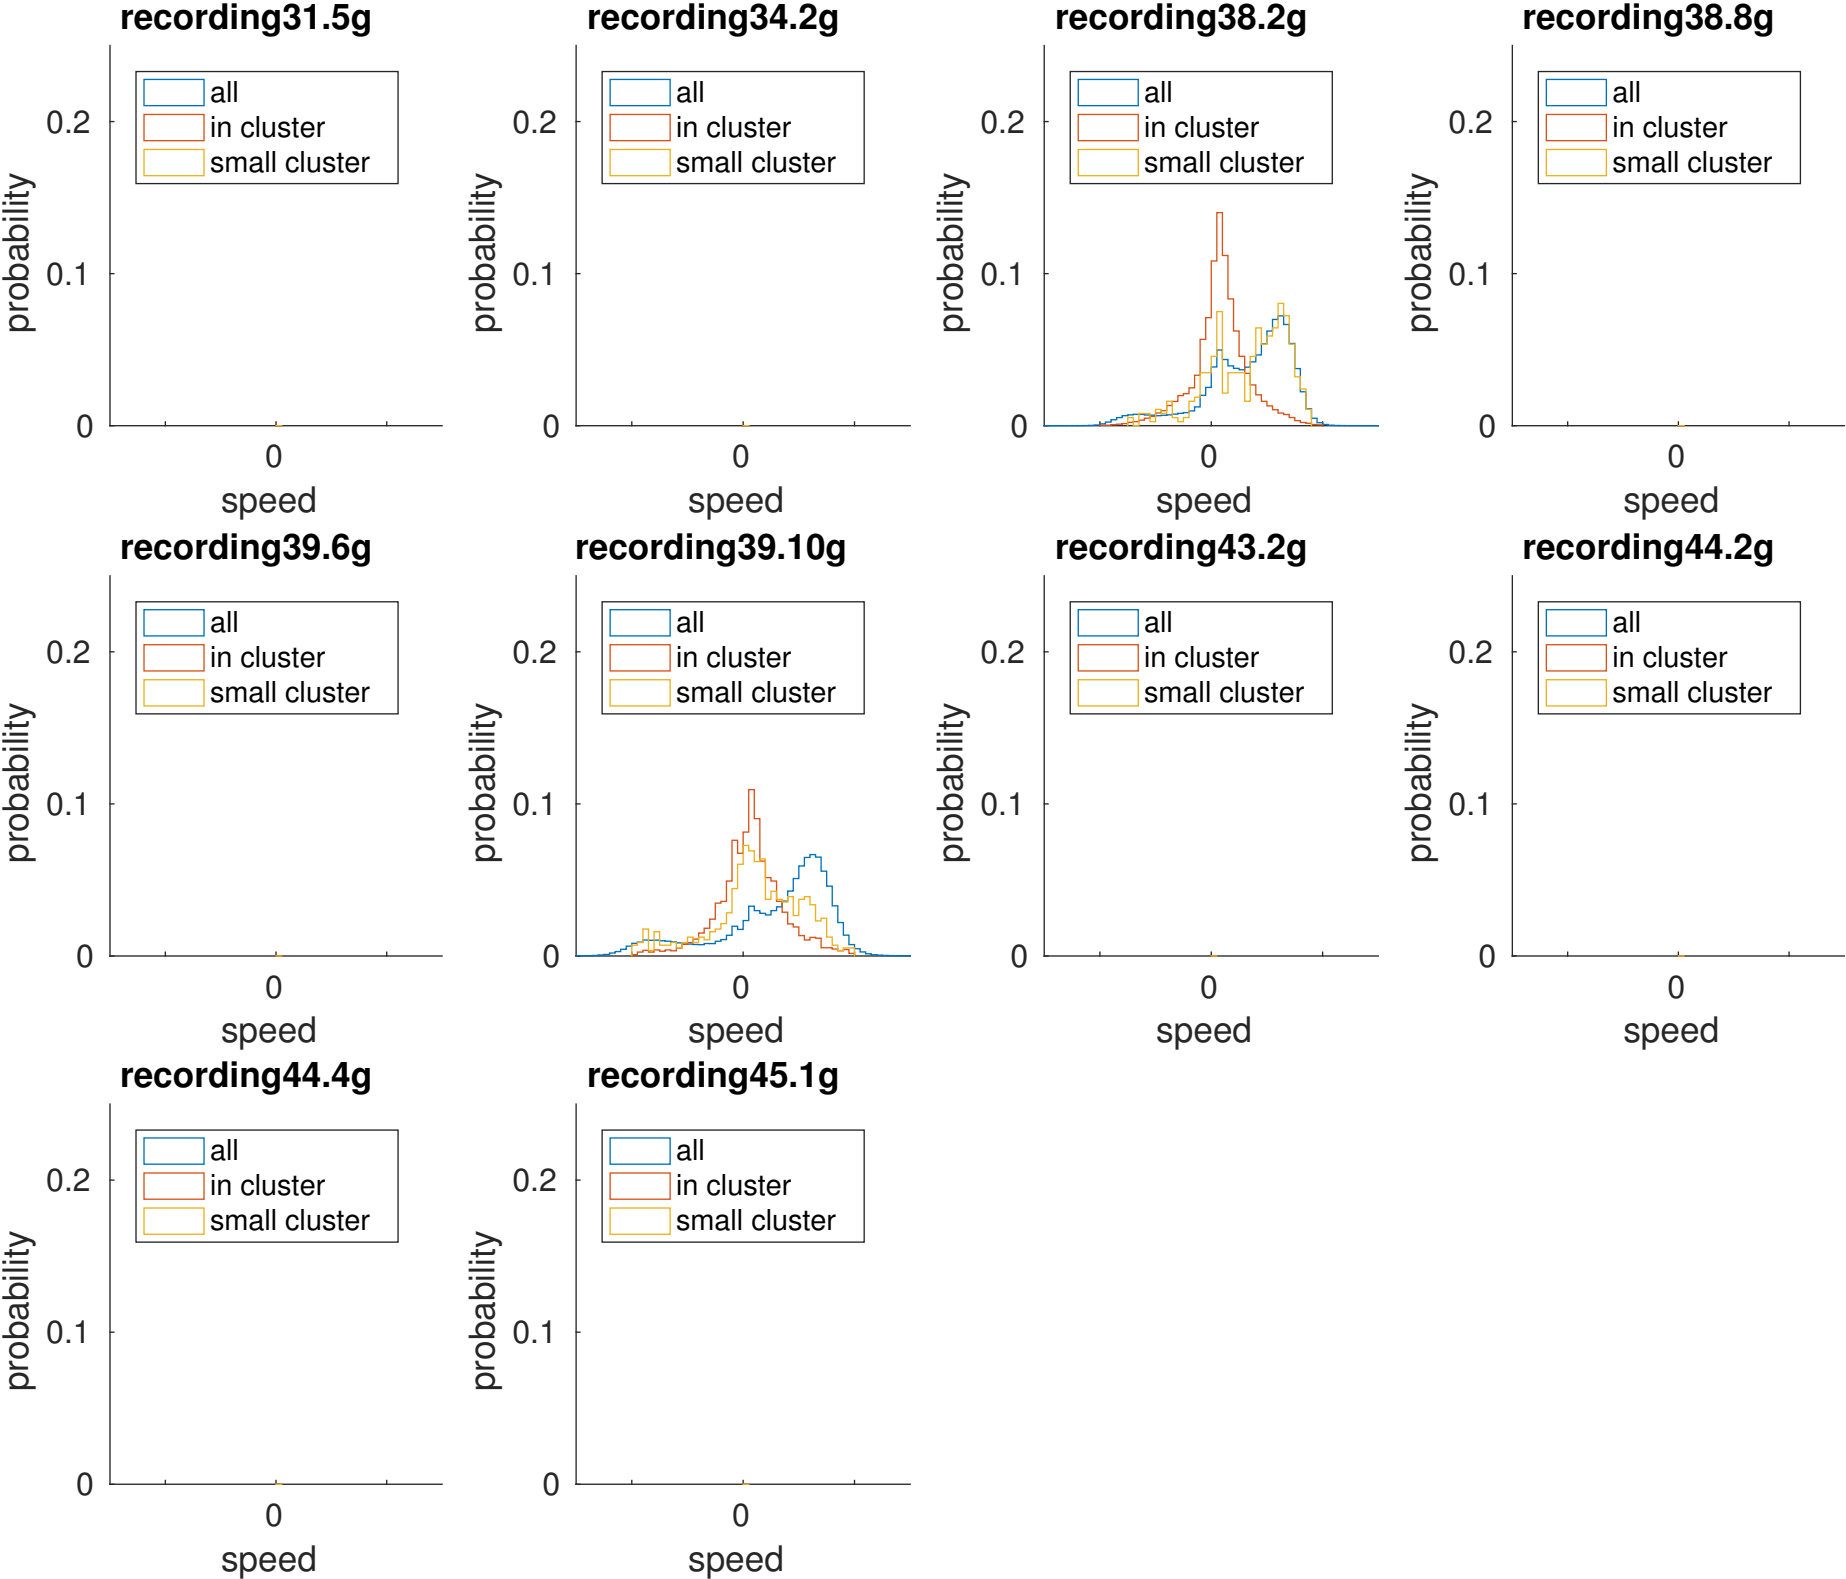 recording31.5g
all
in cluster
small cluster
0.2
0.1
0
probability
0
speed
recording34.2g
all
in cluster
small cluster
0.2
0.1
0
probability
0
speed
recording38.2g
all
in cluster
small cluster
0.2
0.1
0
probability
0
speed
recording38.8g
all
in cluster
small cluster
0.2
0.1
0
probability
0
speed
recording39.6g
all
in cluster
small cluster
0.2
0.1
0
probability
0
speed
recording39.10g
all
in cluster
small cluster
0.2
0.1
0
probability
0
speed
recording43.2g
all
in cluster
small cluster
0.2
0.1
0
probability
0
speed
recording44.2g
all
in cluster
small cluster
0.2
0.1
0
probability
0
speed
recording44.4g
all
in cluster
small cluster
0.2
0.1
0
probability
0
speed
recording45.1g
all
in cluster
small cluster
0.2
0.1
0
probability
0
speed